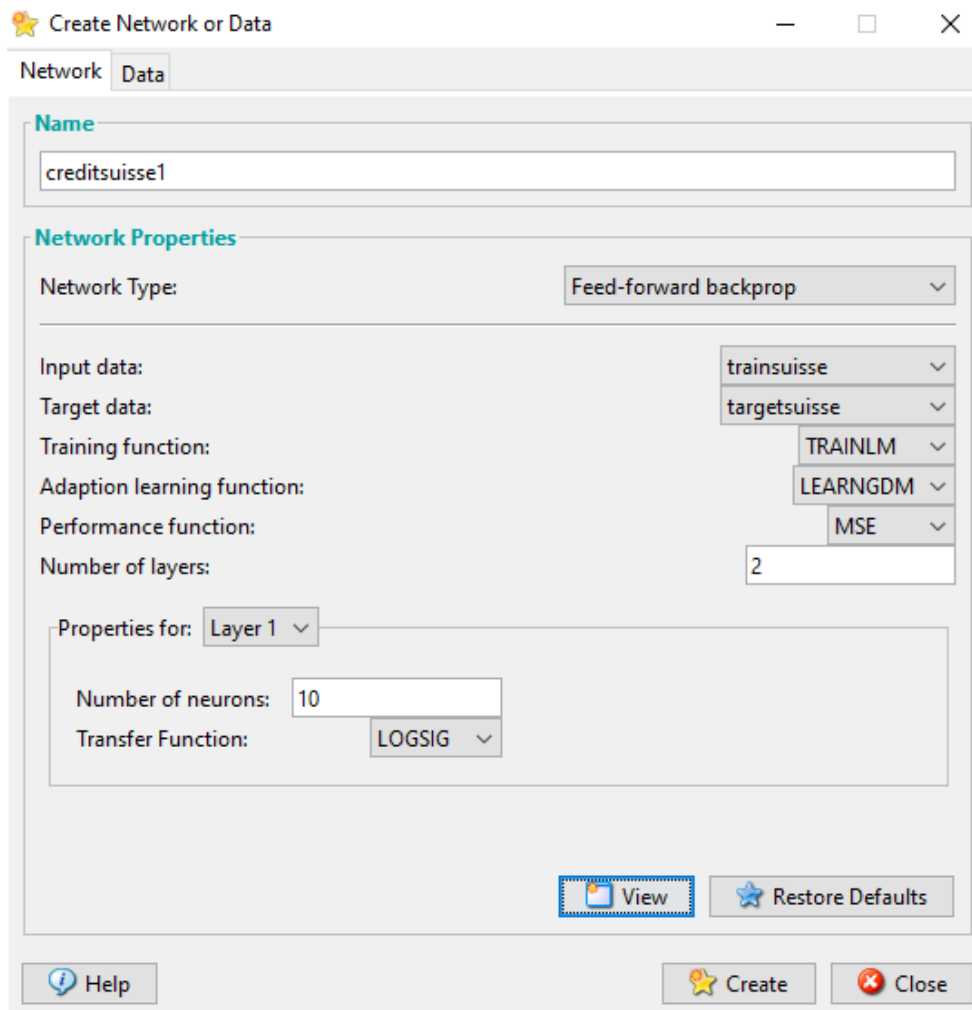 Create Network or Data
Network Data
Name
creditsuisse1
Network Properties
Network Type: Feed-forward backprop
Input data: trainsuisse
Target data: targetsuisse
Training function: TRAINLM
Adaption learning function: LEARNGDM
Performance function: MSE
Number of layers: 2
Properties for: Layer 1
Number of neurons: 10
Transfer Function: LOGSIG
View Restore Defaults
Help Create Close